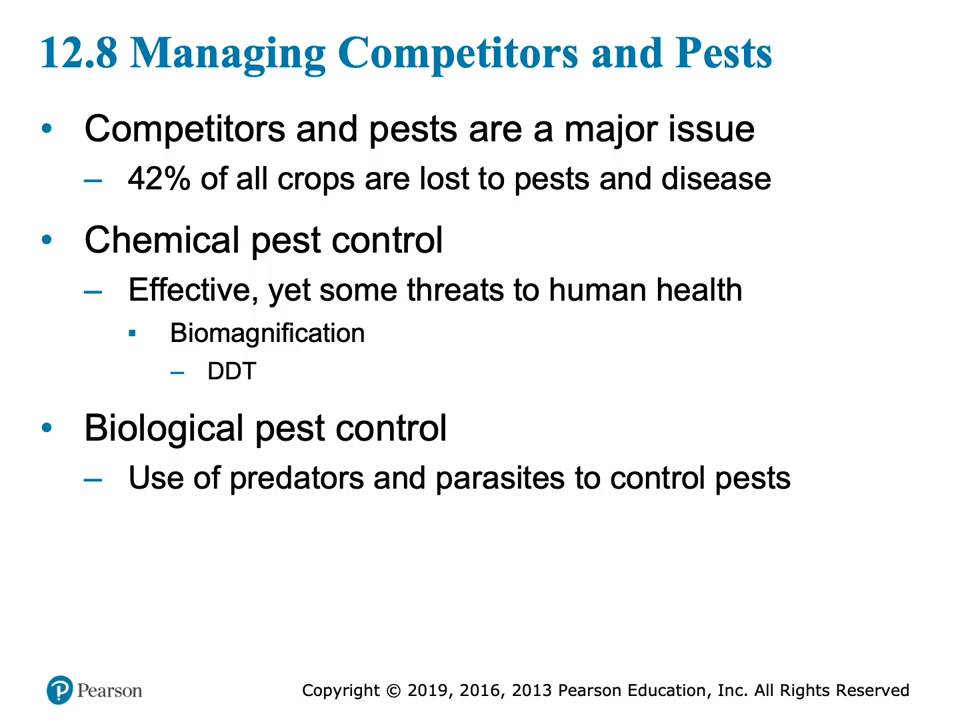 12.8 Managing Competitors and Pests
• Competitors and pests are a major issue
– 42% of all crops are lost to pests and disease
• Chemical pest control
– Effective, yet some threats to human health
▪ Biomagnification
– DDT
• Biological pest control
– Use of predators and parasites to control pests
Pearson
Copyright © 2019, 2016, 2013 Pearson Education, Inc. All Rights Reserved